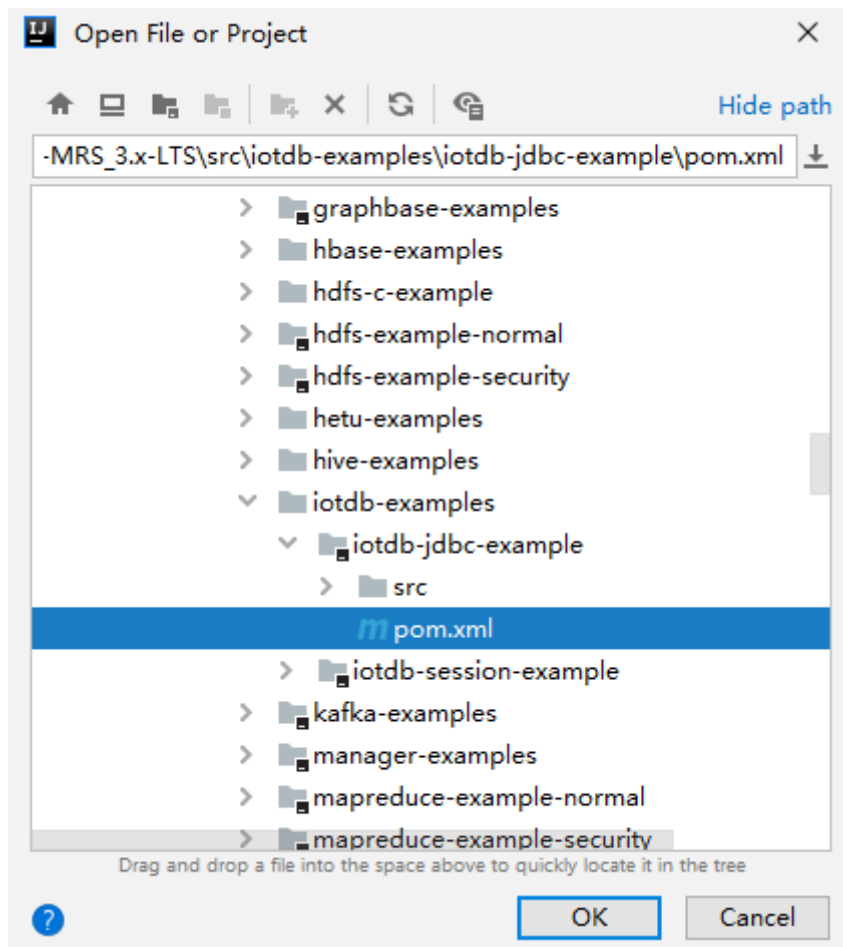 IJ
Open File or Project
Hide path
-MRS_3.x-LTS\src\iotdb-examples\iotdb-jdbc-example\pom.xml
graphbase-examples
hbase-examples
hdfs-c-example
hdfs-example-normal
hdfs-example-security
hetu-examples
hive-examples
iotdb-examples
iotdb-jdbc-example
src
m pom.xml
iotdb-session-example
kafka-examples
manager-examples
mapreduce-example-normal
mapreduce-example-security
Drag and drop a file into the space above to quickly locate it in the tree
? OK Cancel